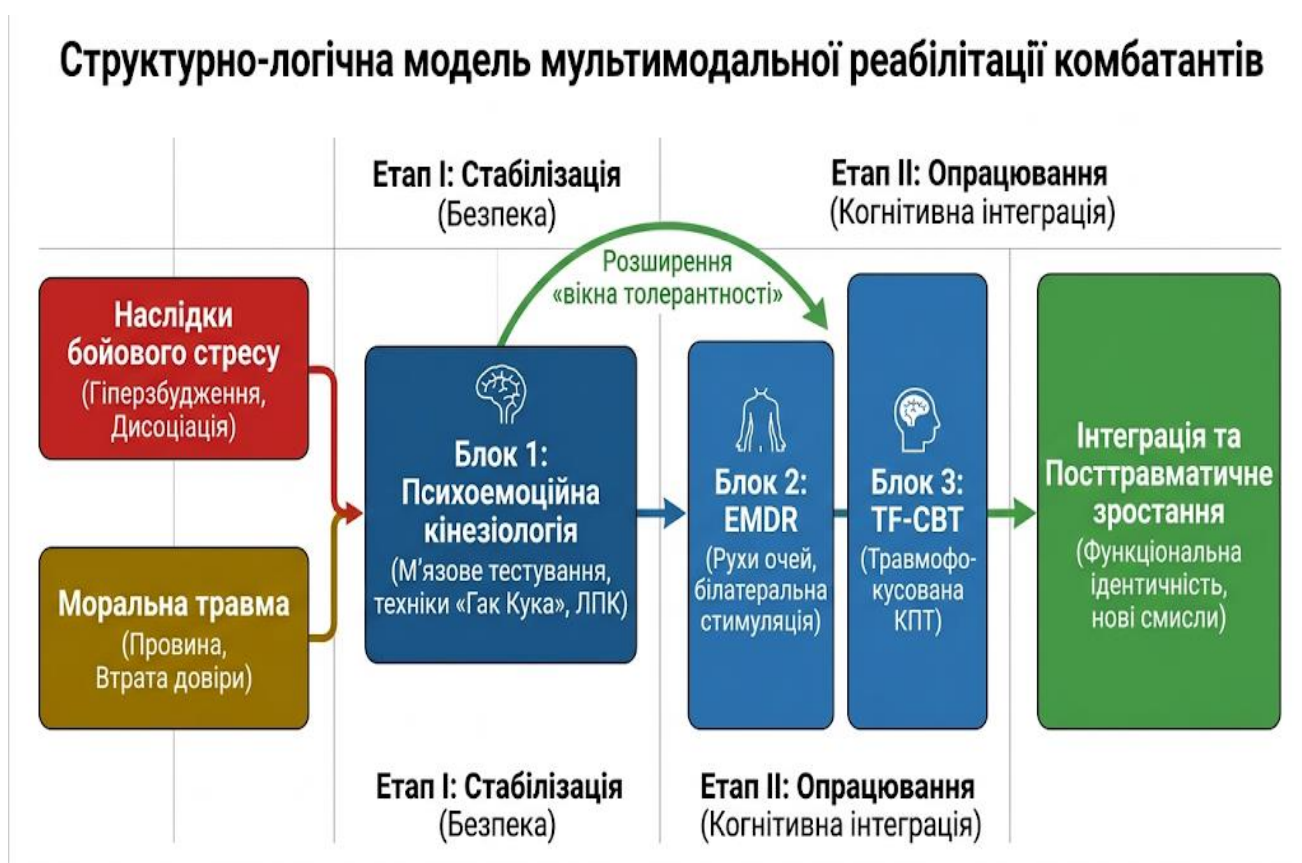 Структурно-логічна модель мультимодальної реабілітації комбатантів
Етап I: Стабілізація
(Безпека)
Етап II: Опрацювання
(Когнітивна інтеграція)
Розширення
«вікна толерантності»
Наслідки
бойового стресу
(Гіперзбудження,
Дисоціація)
Моральна травма
(Провина,
Втрата довіри)
Блок 1:
Психоемоційна
кінезіологія
(М'язове тестування,
техніки «Гак Кука», ЛПК)
Блок 2:
EMDR
(Рухи очей,
білатеральна
стимуляція)
Блок 3:
TF-CBT
(Травмофо-
кусована
КПТ)
Інтеграція та
Посттравматичне
зростання
(Функціональна
ідентичність,
нові смисли)
Етап I: Стабілізація
(Безпека)
Етап II: Опрацювання
(Когнітивна інтеграція)